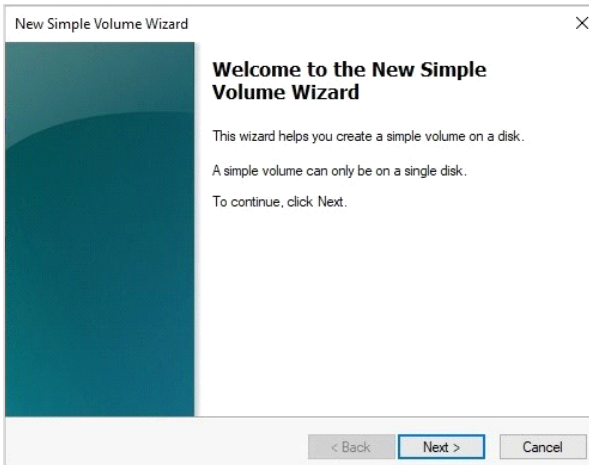 New Simple Volume Wizard
Welcome to the New Simple
Volume Wizard
This wizard helps you create a simple volume on a disk.
A simple volume can only be on a single disk.
To continue, click Next.
< Back Next > Cancel